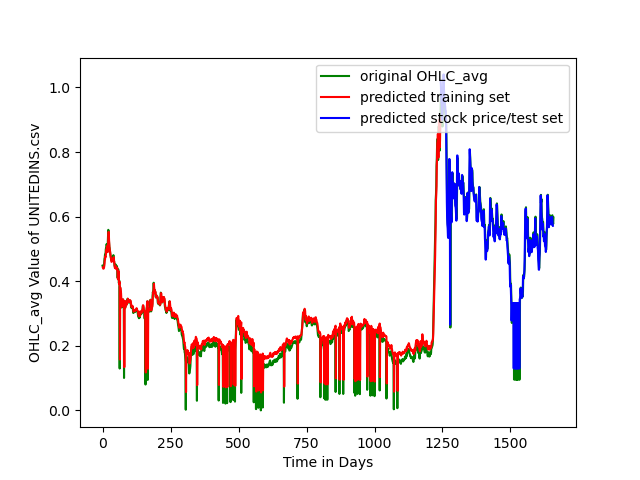 original OHLC_avg
predicted training set
predicted stock price/test set
OHLC_avg Value of UNITEDINS.csv
1.0
0.8
0.6
0.4
0.2
0.0
0 250 500 750 1000 1250 1500
Time in Days